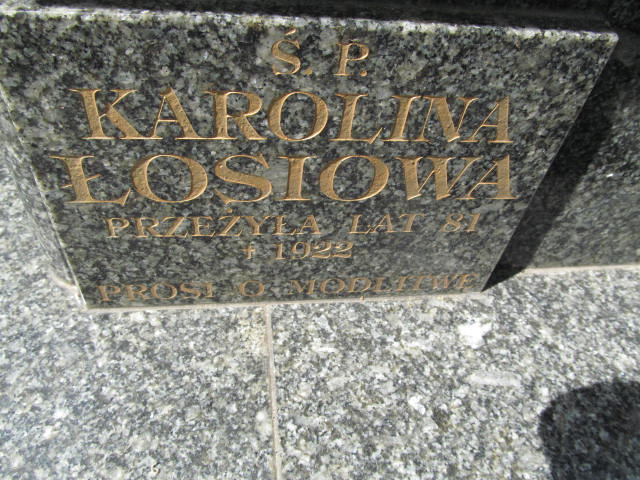 Ś. P.
KAROLINA
ŁOSIOWA
PRZEŻYŁA LAT 81
† 1922
PROSI O MODLITWĘ